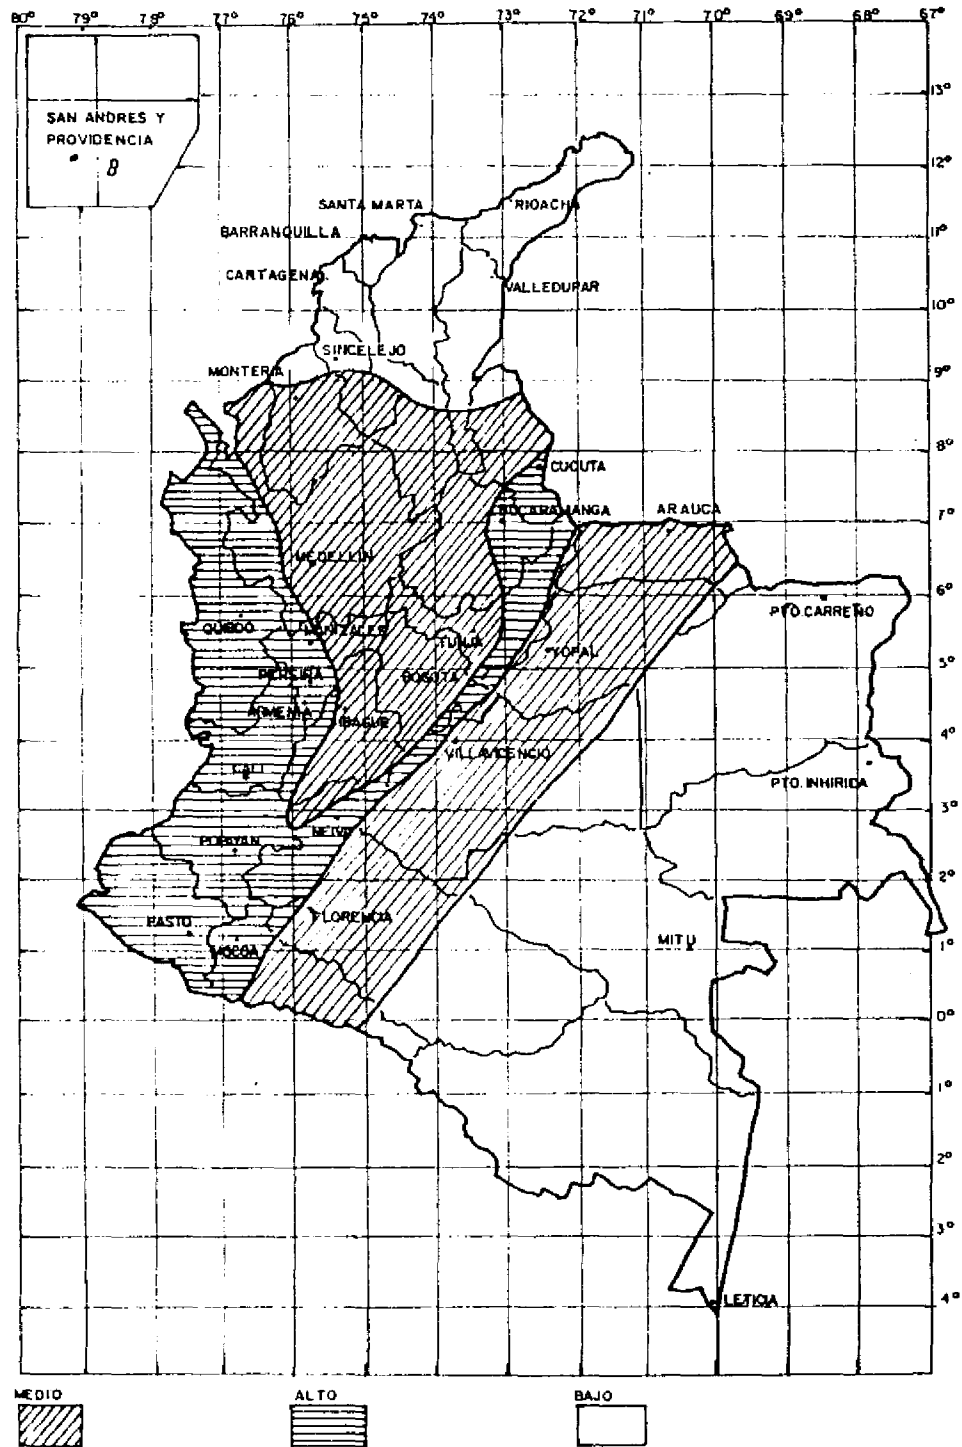 80° 79° 78° 77° 76° 75° 74° 73° 72° 71° 70° 69° 68° 67°
SAN ANDRES Y
PROVIDENCIA
B
13°
12°
SANTA MARTA
RIOACHA
BARRANQUILLA
11°
CARTAGENA
VALLEDUPAR
10°
SINCELEJO
MONTERIA
9°
8°
CUCUTA
BUCARAMANGA
ARAUCA
7°
MEDELLIN
6°
PTO. CARREÑO
QUIBDO
MANIZALES
TUNJA
YOPAL
5°
PEREIRA
BOGOTA
ARMENIA
IBAGUE
4°
VILLAVICENCIO
CALI
PTO. INHIRIDA
3°
NEIVA
POPAYAN
2°
PASTO
FLORENCIA
MITU
1°
MOCOA
0°
1°
2°
3°
LETICIA
4°
MEDIO
ALTO
BAJO